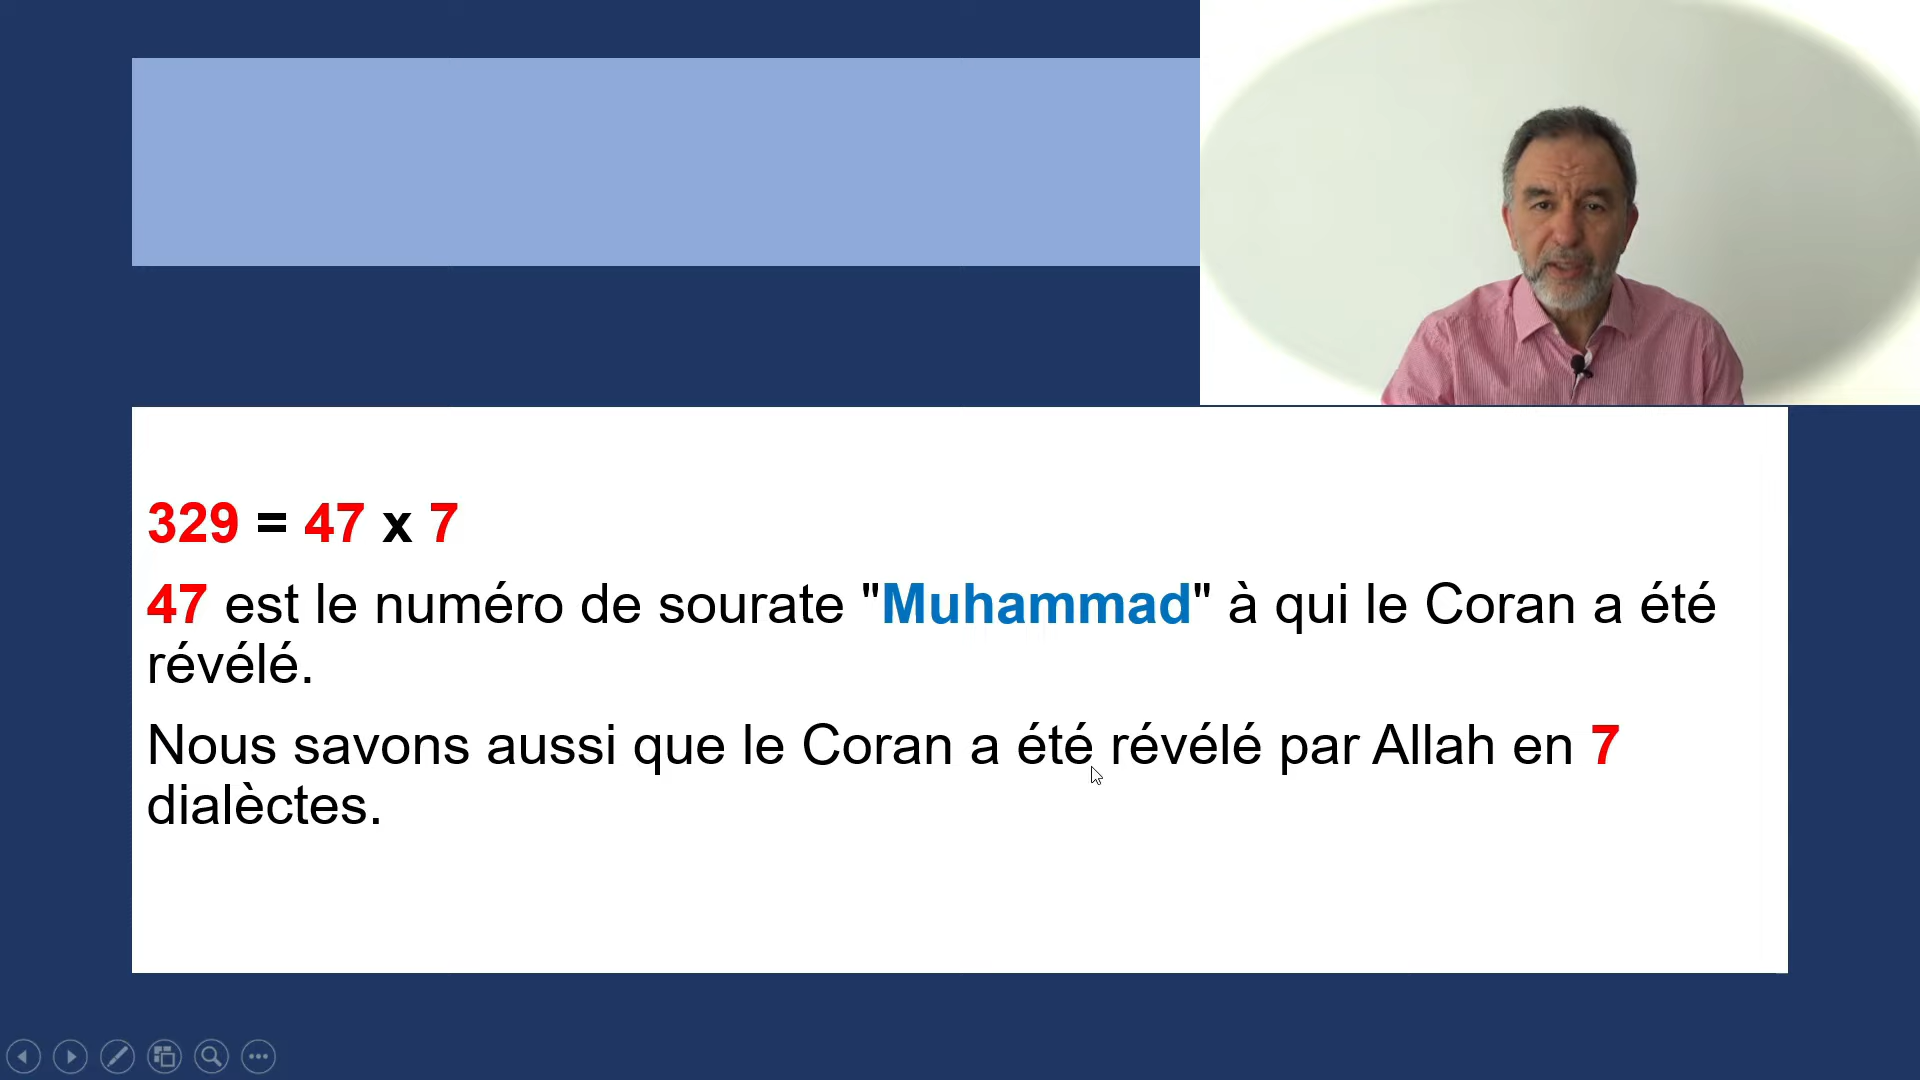 329 = 47 x 7
47 est le numéro de sourate "Muhammad" à qui le Coran a été
révélé.
Nous savons aussi que le Coran a été révélé par Allah en 7
dialèctes.